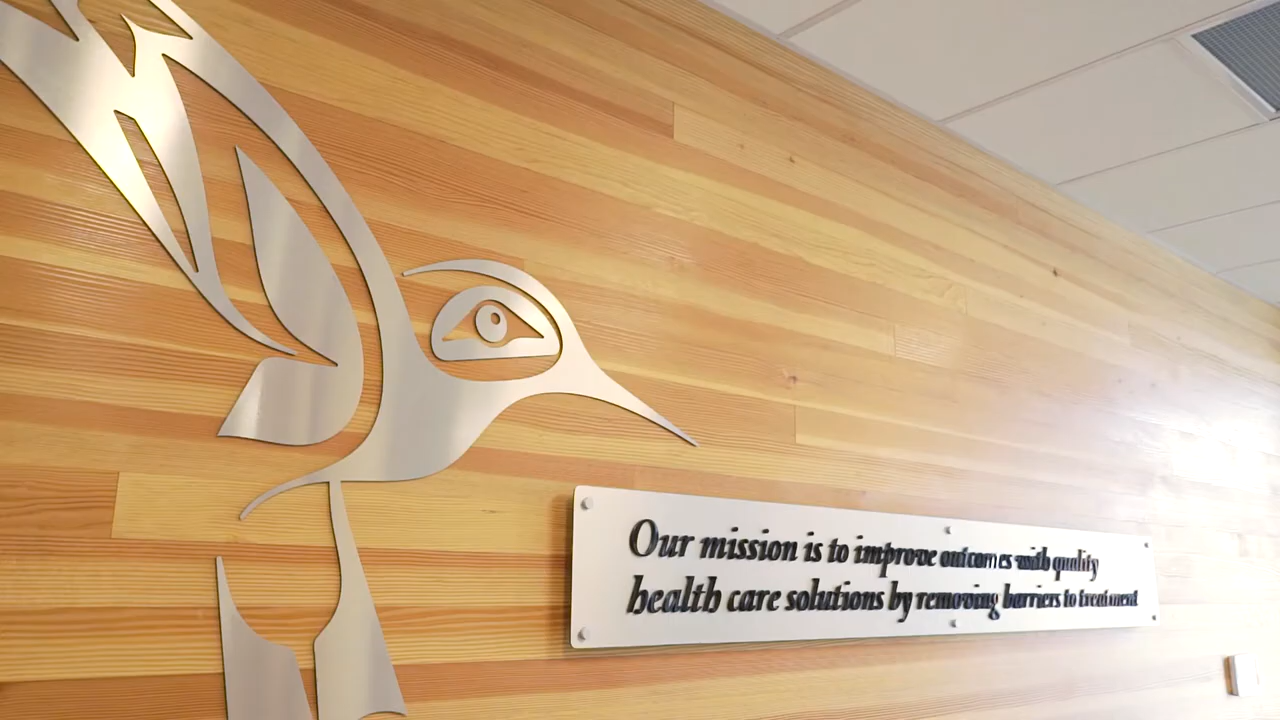 Our mission is to improve outcomes with quality
health care solutions by removing barriers to treatment